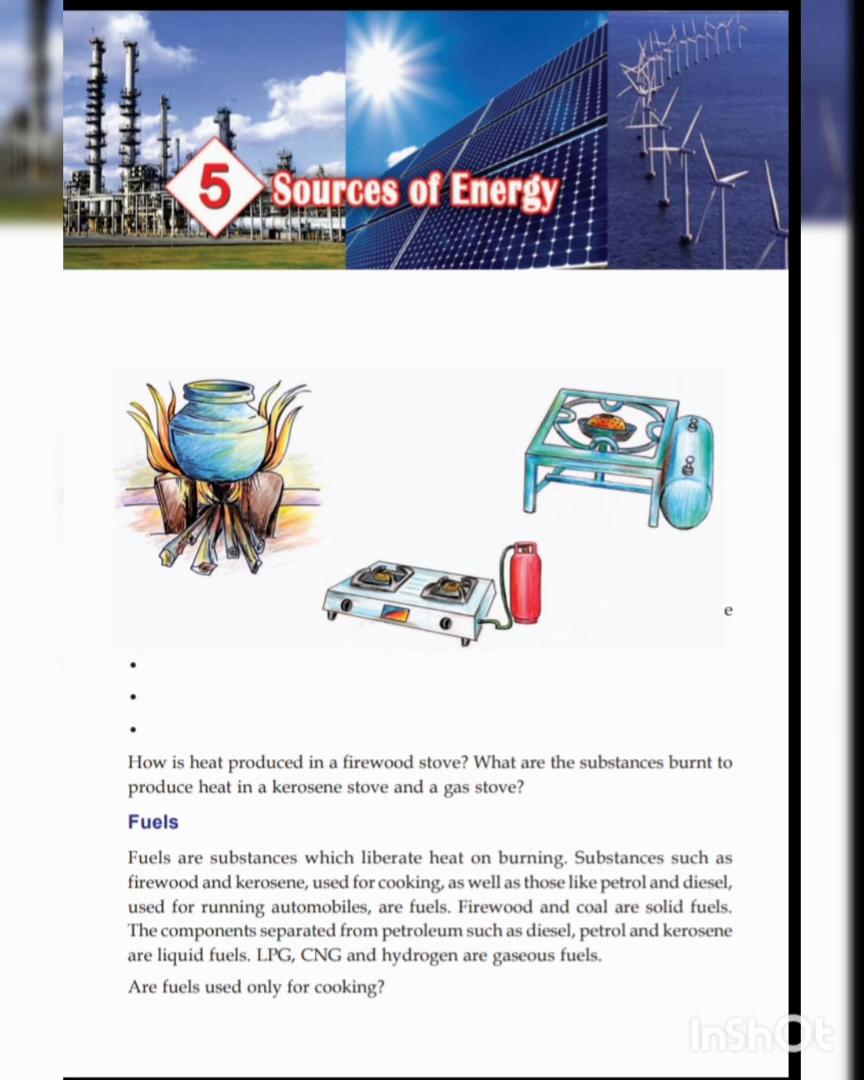 5 Sources of Energy
e
•
•
•
How is heat produced in a firewood stove? What are the substances burnt to
produce heat in a kerosene stove and a gas stove?
Fuels
Fuels are substances which liberate heat on burning. Substances such as
firewood and kerosene, used for cooking, as well as those like petrol and diesel,
used for running automobiles, are fuels. Firewood and coal are solid fuels.
The components separated from petroleum such as diesel, petrol and kerosene
are liquid fuels. LPG, CNG and hydrogen are gaseous fuels.
Are fuels used only for cooking?
InShOt